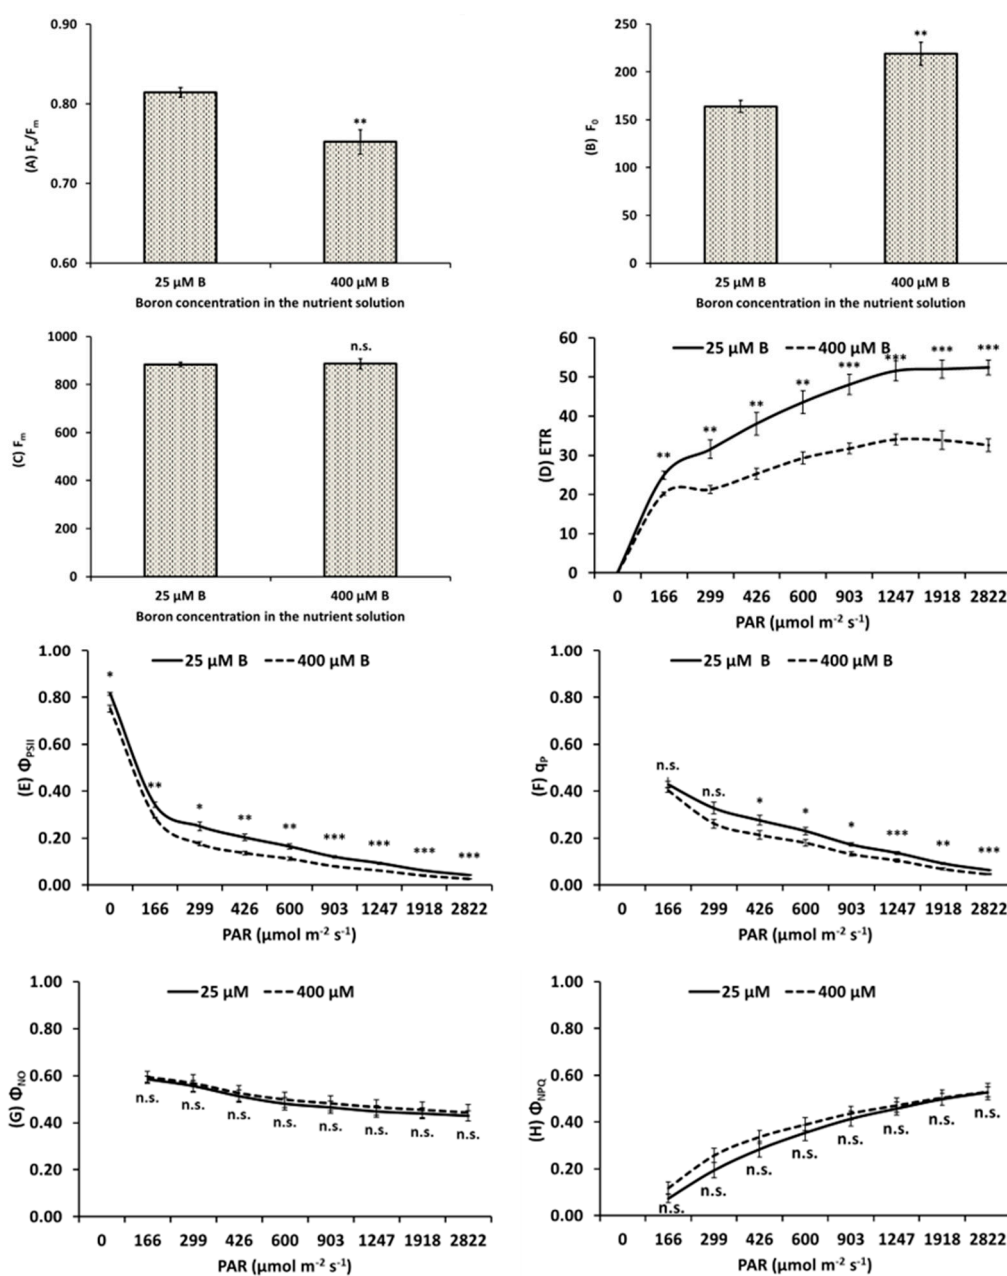 0.90
0.80
0.70
0.60
(A) Fv/Fm
**
25 µM B
400 µM B
Boron concentration in the nutrient solution
250
200
150
100
50
0
(B) F0
**
25 µM B
400 µM B
Boron concentration in the nutrient solution
1000
800
600
400
200
0
(C) Fm
n.s.
25 µM B
400 µM B
Boron concentration in the nutrient solution
60
50
40
30
20
10
0
(D) ETR
25 µM B
400 µM B
** ** ** ** *** *** *** ***
0 166 299 426 600 903 1247 1918 2822
PAR (µmol m⁻² s⁻¹)
1.00
0.80
0.60
0.40
0.20
0.00
(E) ΦPSII
25 µM B
400 µM B
* ** * ** ** *** *** *** ***
0 166 299 426 600 903 1247 1918 2822
PAR (µmol m⁻² s⁻¹)
1.00
0.80
0.60
0.40
0.20
0.00
(F) qP
25 µM B
400 µM B
n.s. n.s. * * * *** ** ***
0 166 299 426 600 903 1247 1918 2822
PAR (µmol m⁻² s⁻¹)
1.00
0.80
0.60
0.40
0.20
0.00
(G) ΦNO
25 µM
400 µM
n.s. n.s. n.s. n.s. n.s. n.s. n.s. n.s.
0 166 299 426 600 903 1247 1918 2822
PAR (µmol m⁻² s⁻¹)
1.00
0.80
0.60
0.40
0.20
0.00
(H) ΦNPQ
25 µM
400 µM
n.s. n.s. n.s. n.s. n.s. n.s. n.s. n.s.
0 166 299 426 600 903 1247 1918 2822
PAR (µmol m⁻² s⁻¹)